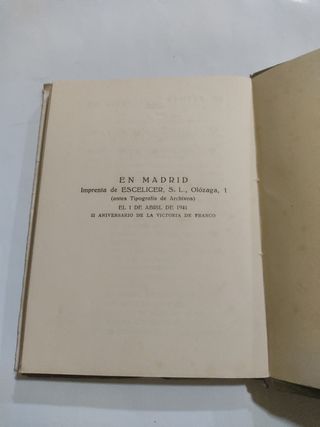 EN MADRID
Imprenta de ESCELICER, S. L., Olózaga, 1
(antes Tipografía de Archivos)
EL 1 DE ABRIL DE 1941
II ANIVERSARIO DE LA VICTORIA DE FRANCO